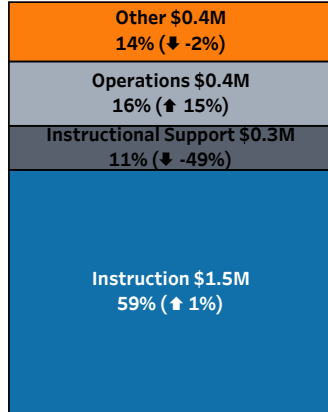 Other $0.4M
14% (🡇 -2%)
Operations $0.4M
16% (🡅 15%)
Instructional Support $0.3M
11% (🡇 -49%)
Instruction $1.5M
59% (🡅 1%)